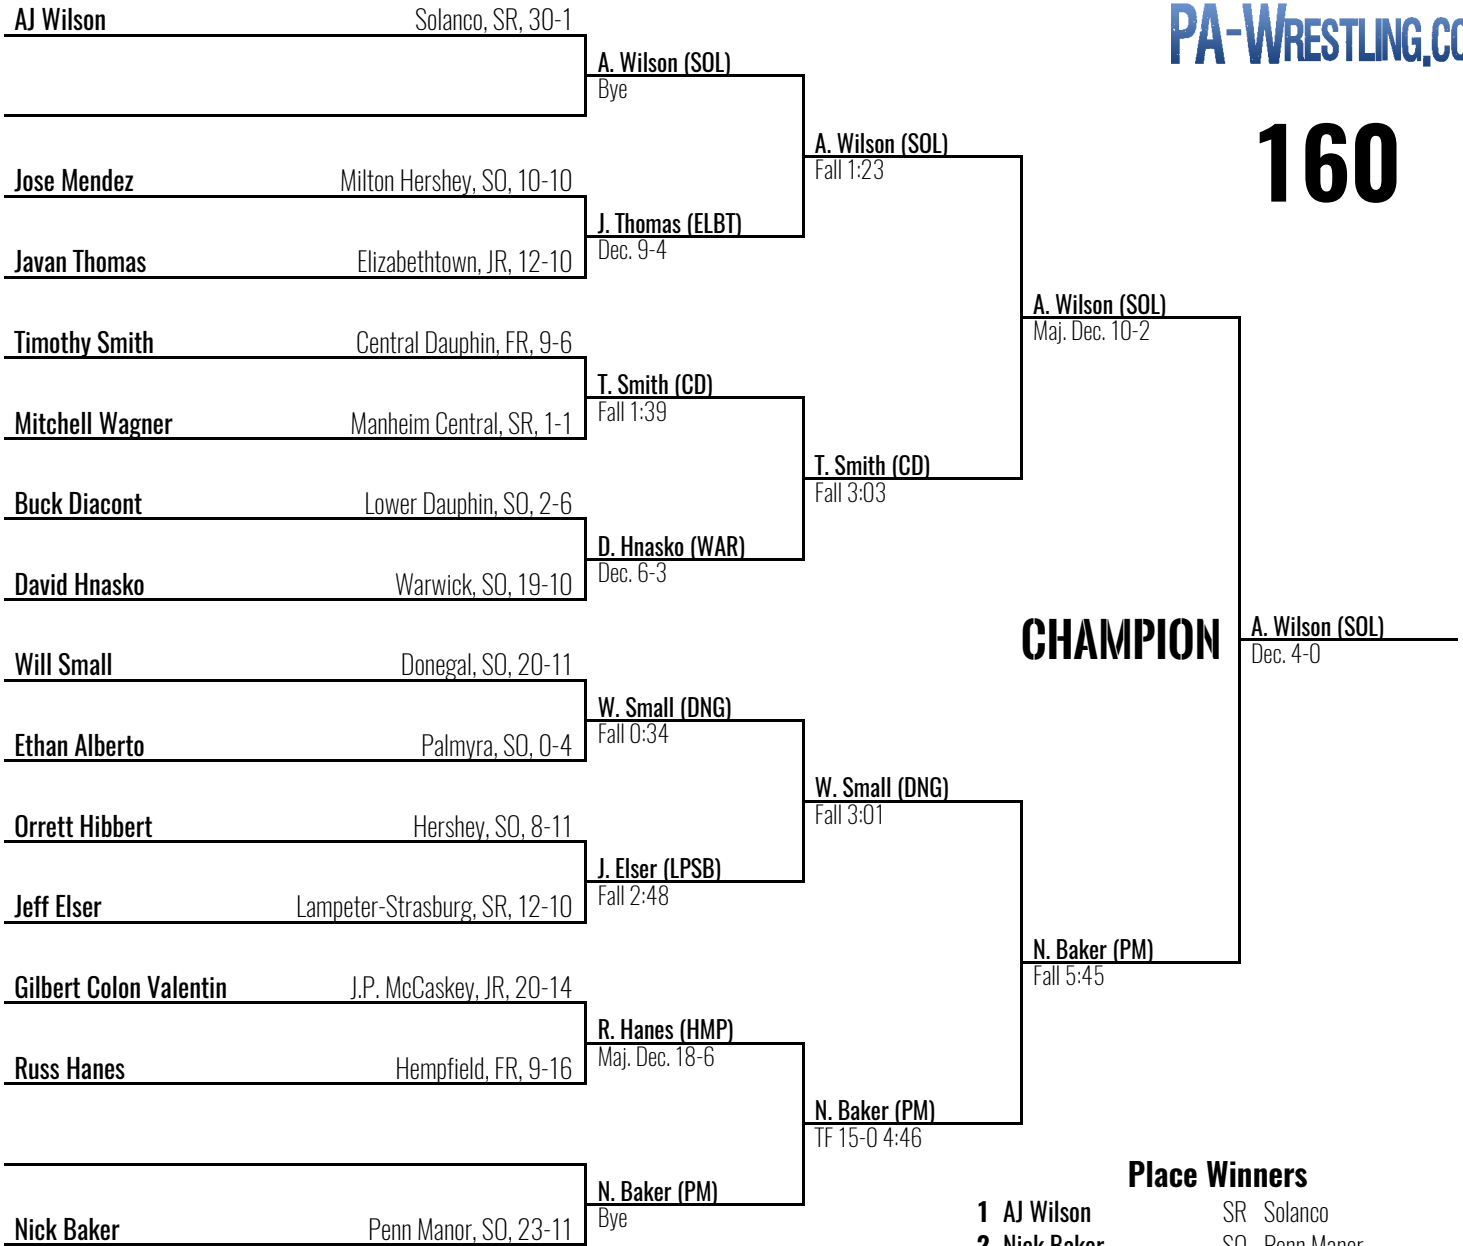 PA-WRESTLING.CO
160
AJ Wilson Solanco, SR, 30-1
A. Wilson (SOL)
Bye
A. Wilson (SOL)
Fall 1:23
Jose Mendez Milton Hershey, SO, 10-10
J. Thomas (ELBT)
Dec. 9-4
Javan Thomas Elizabethtown, JR, 12-10
A. Wilson (SOL)
Maj. Dec. 10-2
Timothy Smith Central Dauphin, FR, 9-6
T. Smith (CD)
Fall 1:39
Mitchell Wagner Manheim Central, SR, 1-1
T. Smith (CD)
Fall 3:03
Buck Diacont Lower Dauphin, SO, 2-6
D. Hnasko (WAR)
Dec. 6-3
David Hnasko Warwick, SO, 19-10
CHAMPION
A. Wilson (SOL)
Dec. 4-0
Will Small Donegal, SO, 20-11
W. Small (DNG)
Fall 0:34
Ethan Alberto Palmyra, SO, 0-4
W. Small (DNG)
Fall 3:01
Orrett Hibbert Hershey, SO, 8-11
J. Elser (LPSB)
Fall 2:48
Jeff Elser Lampeter-Strasburg, SR, 12-10
N. Baker (PM)
Fall 5:45
Gilbert Colon Valentin J.P. McCaskey, JR, 20-14
R. Hanes (HMP)
Maj. Dec. 18-6
Russ Hanes Hempfield, FR, 9-16
N. Baker (PM)
TF 15-0 4:46
N. Baker (PM)
Bye
Nick Baker Penn Manor, SO, 23-11
Place Winners
1 AJ Wilson SR Solanco
2 Nick Baker SO Penn Manor